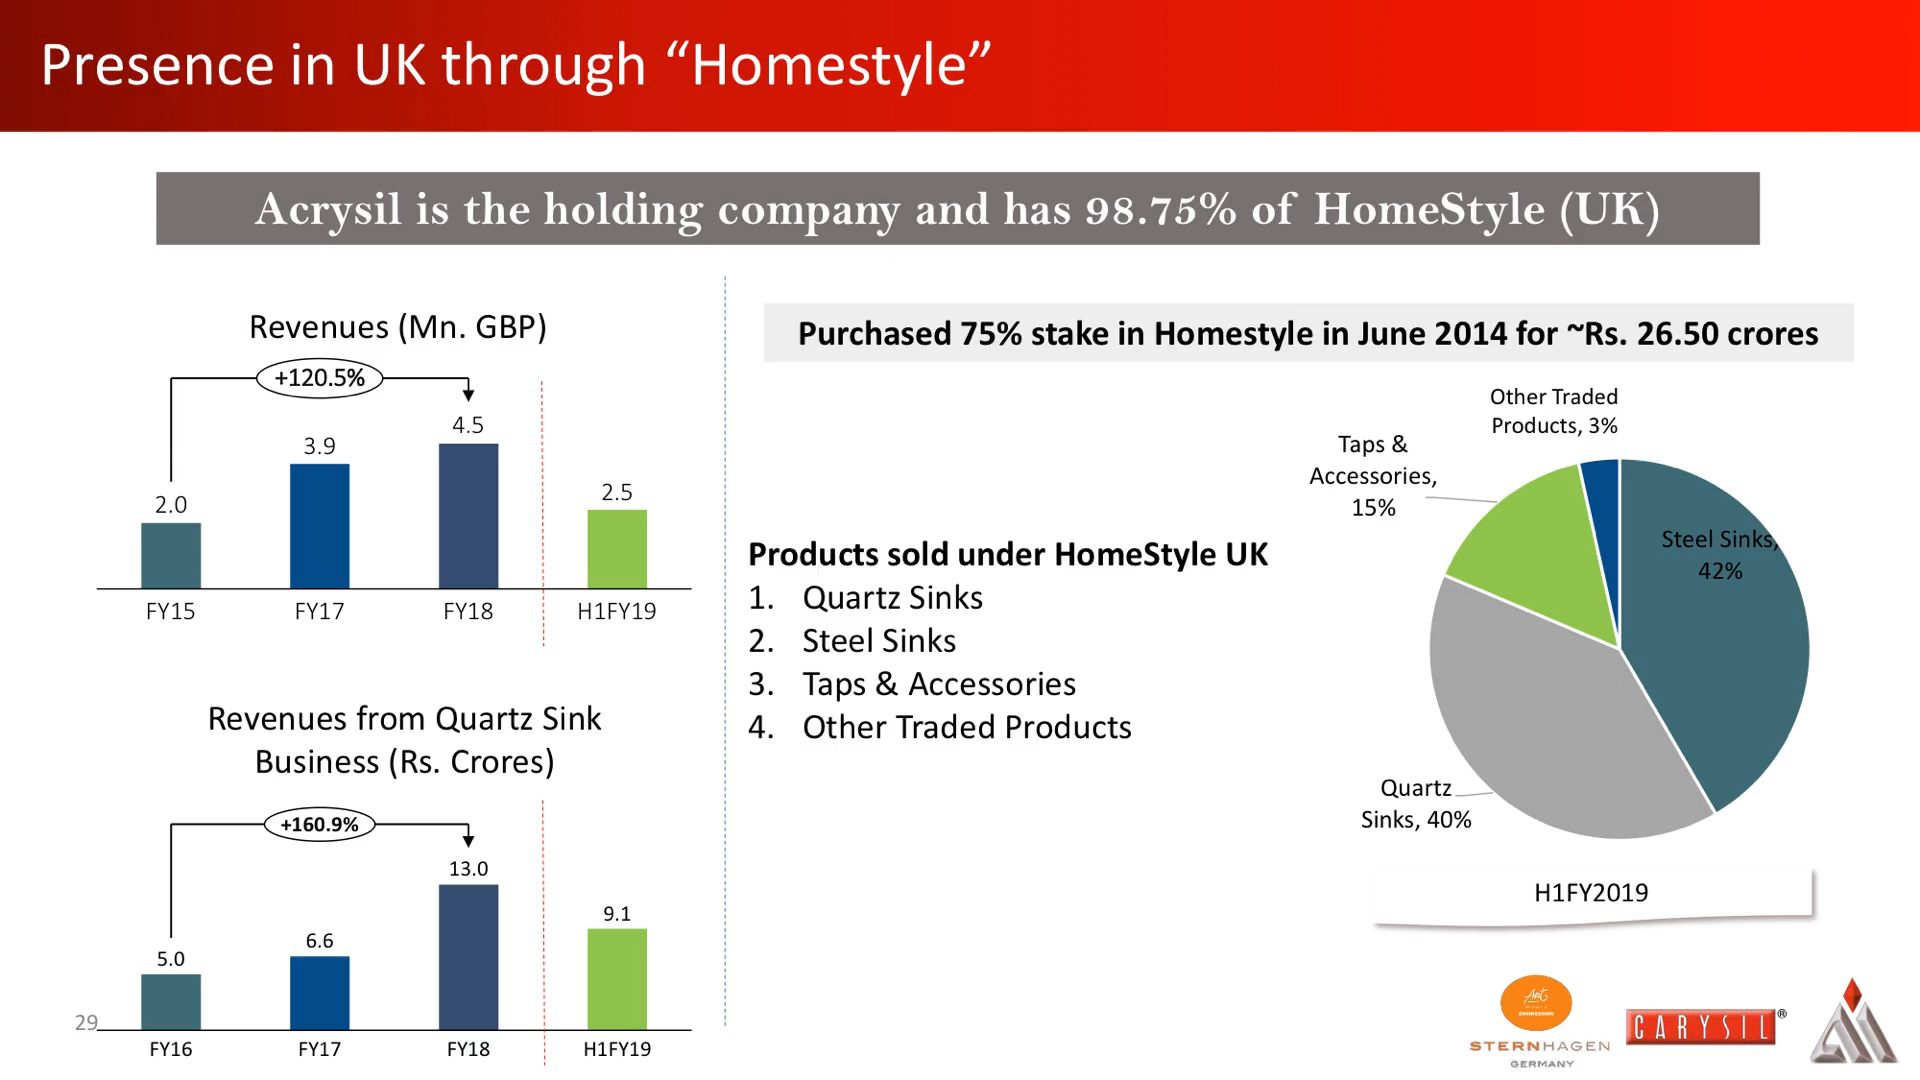 Presence in UK through “Homestyle”
Acrysil is the holding company and has 98.75% of HomeStyle (UK)
Revenues (Mn. GBP)
+120.5%
2.0
3.9
4.5
2.5
FY15
FY17
FY18
H1FY19
Revenues from Quartz Sink
Business (Rs. Crores)
+160.9%
5.0
6.6
13.0
9.1
29
FY16
FY17
FY18
H1FY19
Purchased 75% stake in Homestyle in June 2014 for ~Rs. 26.50 crores
Products sold under HomeStyle UK
1. Quartz Sinks
2. Steel Sinks
3. Taps & Accessories
4. Other Traded Products
Other Traded
Products, 3%
Taps &
Accessories,
15%
Steel Sinks,
42%
Quartz
Sinks, 40%
H1FY2019
Art
ENGINEERING
STERNHAGEN
GERMANY
CARYSIL®